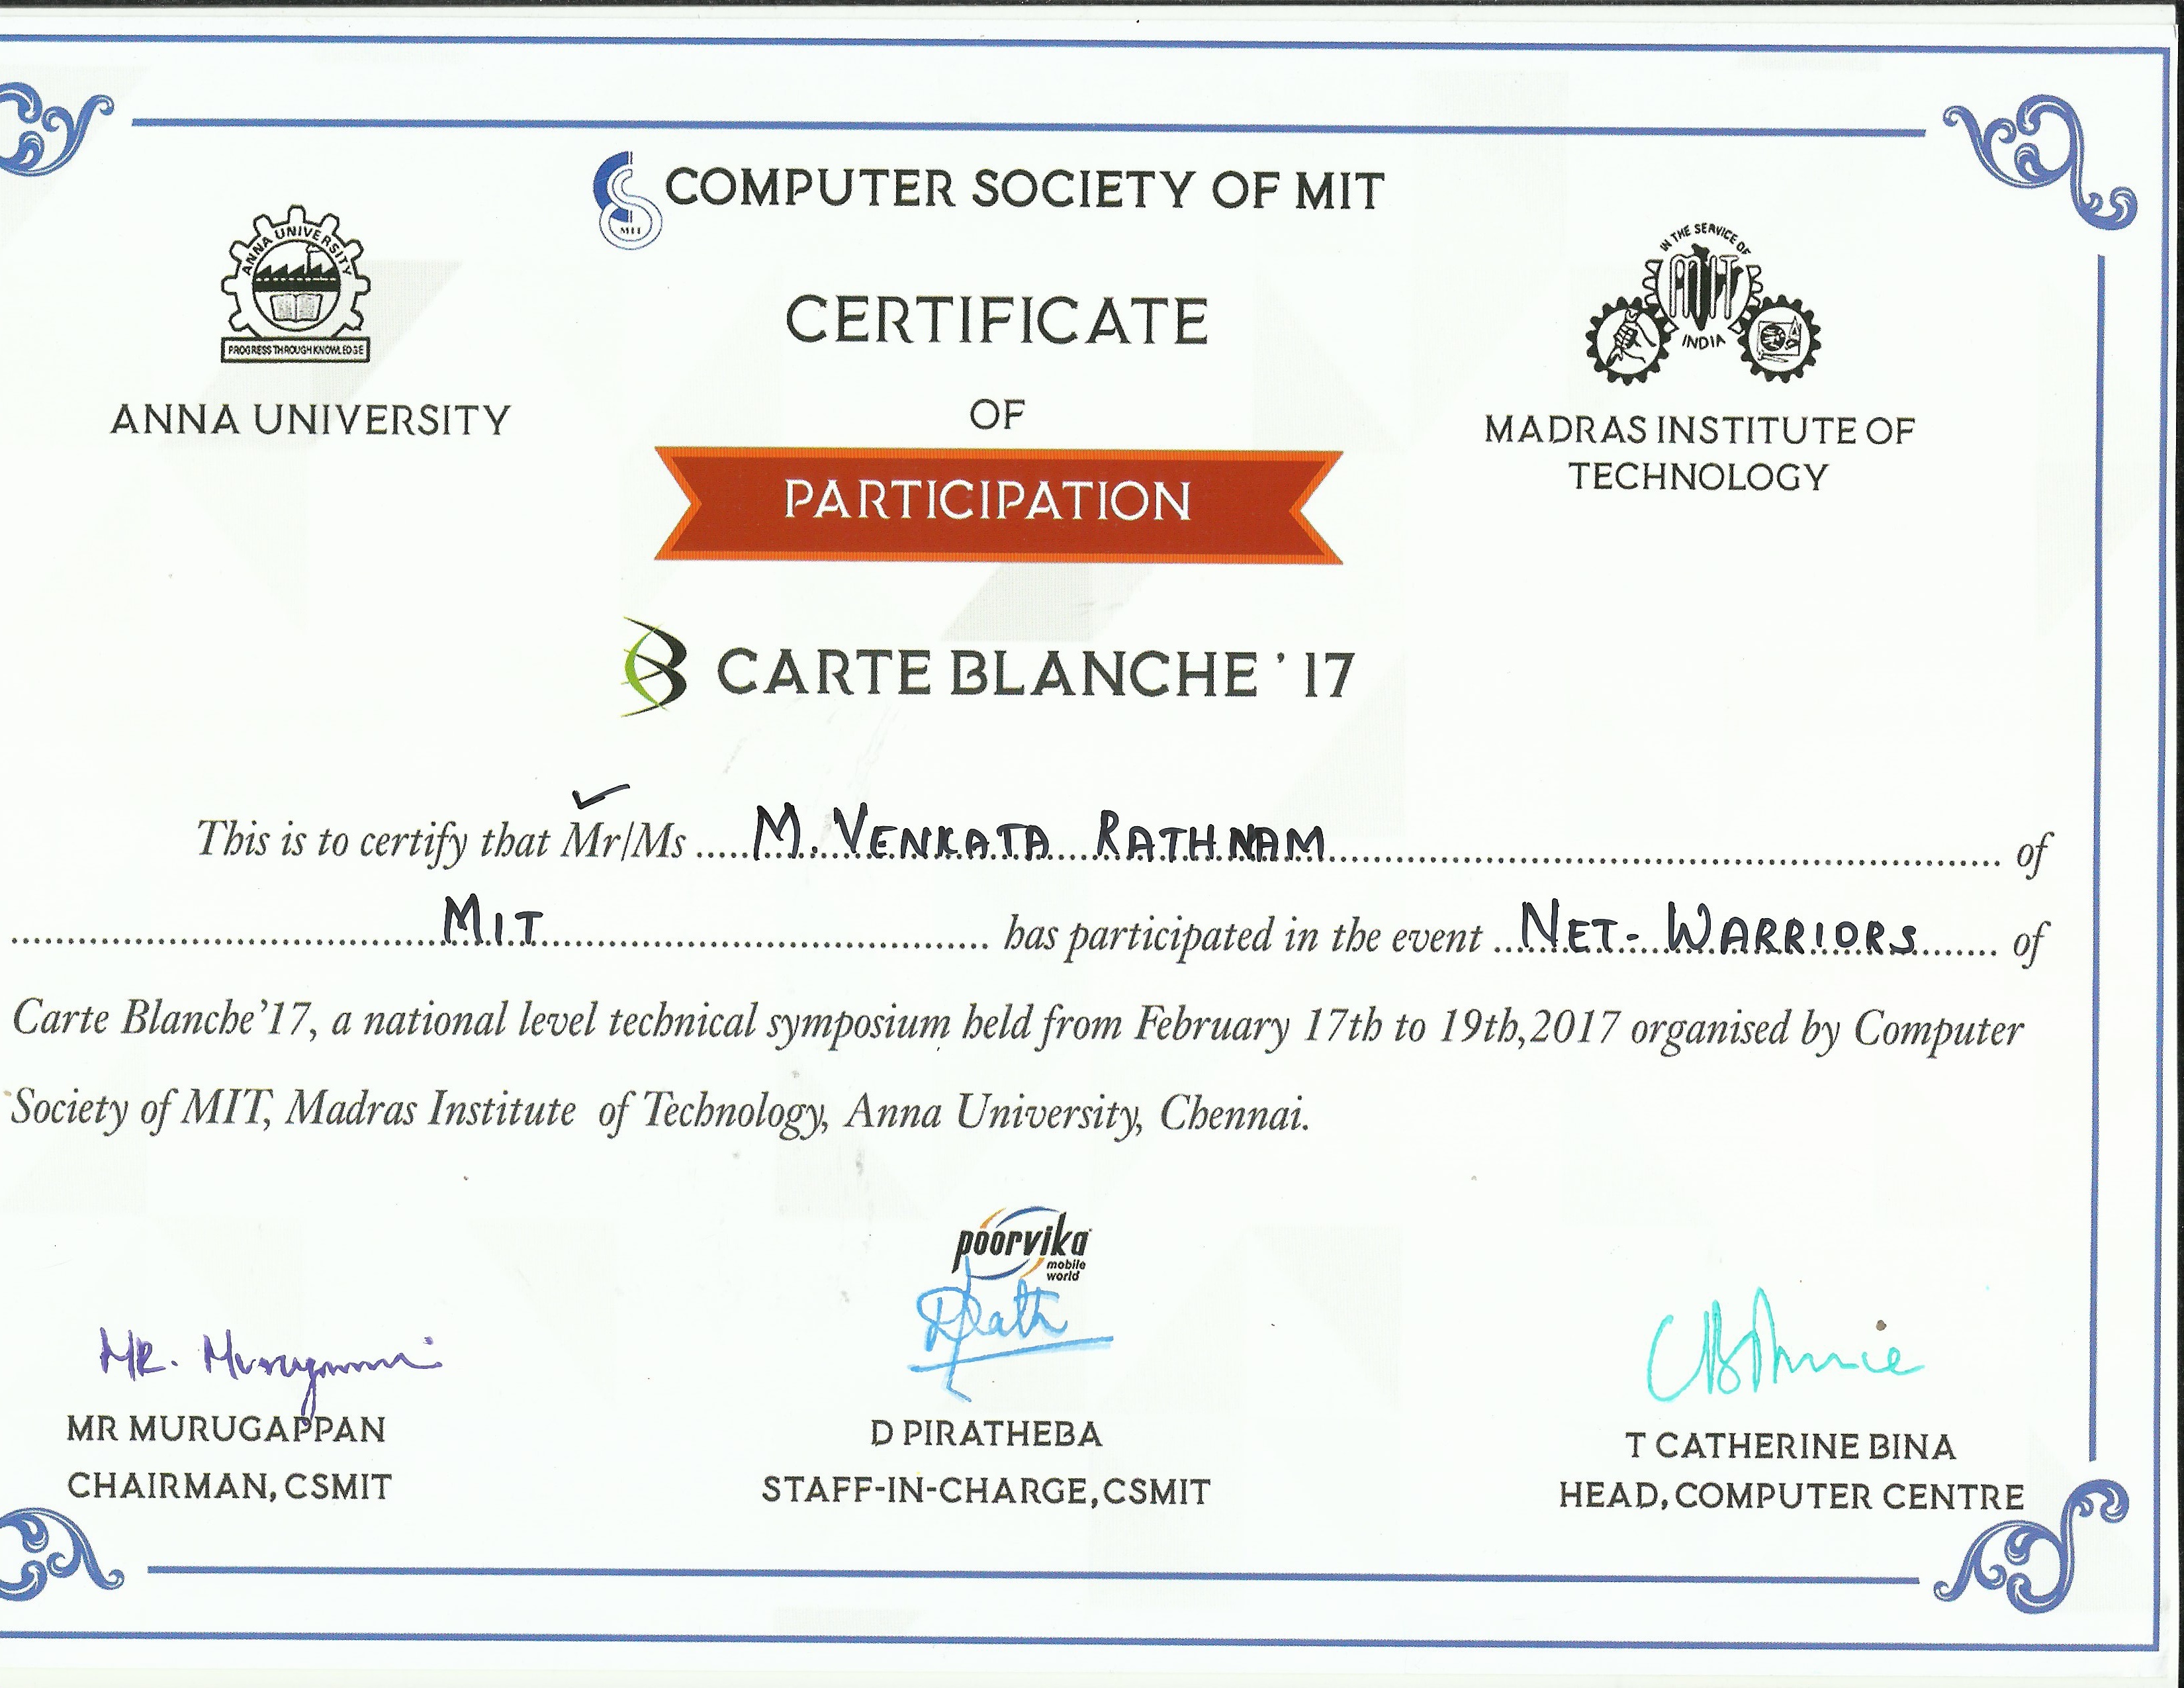 COMPUTER SOCIETY OF MIT
MIT
ANNA UNIVERSITY
PROGRESS THROUGH KNOWLEDGE
ANNA UNIVERSITY
CERTIFICATE
OF
PARTICIPATION
IN THE SERVICE OF
MIT
INDIA
MADRAS INSTITUTE OF
TECHNOLOGY
CARTE BLANCHE '17
This is to certify that Mr/Ms M. VENKATA RATHNAM of
MIT has participated in the event NET-WARRIORS of
Carte Blanche'17, a national level technical symposium held from February 17th to 19th,2017 organised by Computer
Society of MIT, Madras Institute of Technology, Anna University, Chennai.
poorvika
mobile
world
MR MURUGAPPAN
CHAIRMAN, CSMIT
D PIRATHEBA
STAFF-IN-CHARGE, CSMIT
T CATHERINE BINA
HEAD, COMPUTER CENTRE